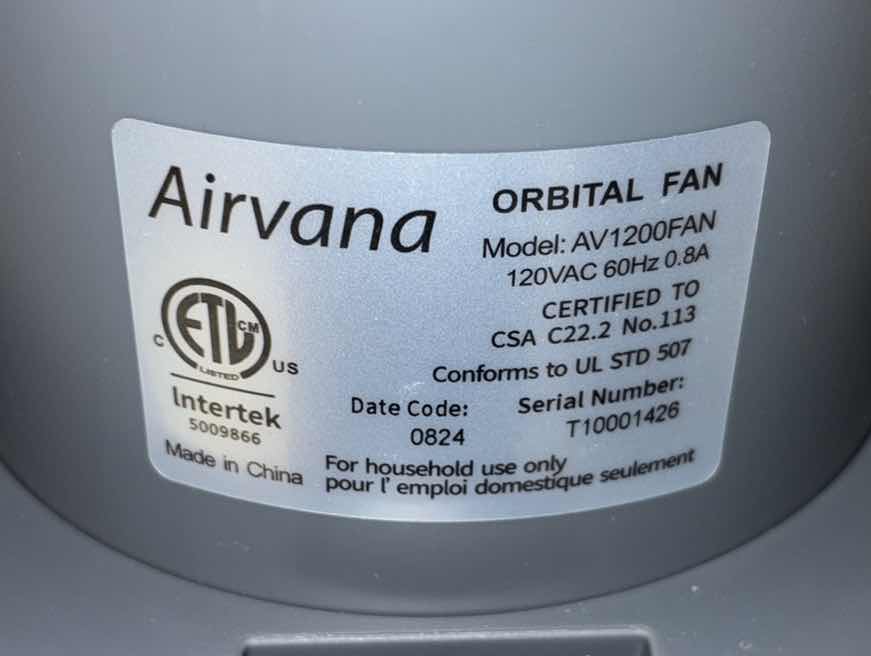 Airvana
ORBITAL FAN
Model: AV1200FAN
120VAC 60Hz 0.8A
CERTIFIED TO
CSA C22.2 No.113
Conforms to UL STD 507
ETL CM
LISTED
C US
Intertek
5009866
Date Code:
0824
Serial Number:
T10001426
Made in China
For household use only
pour l' emploi domestique seulement